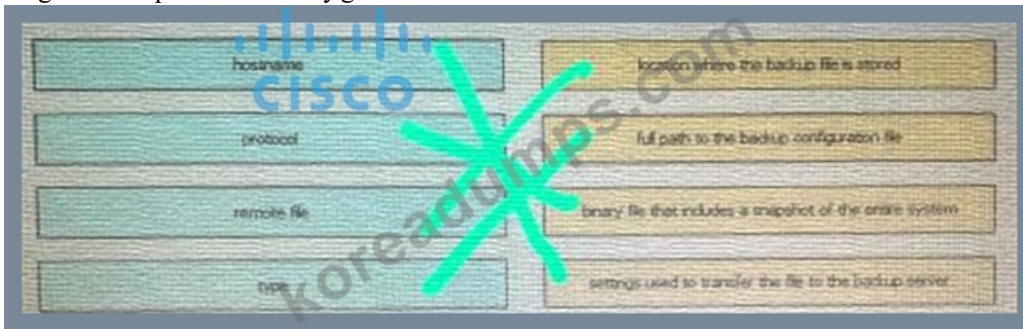 hostname
location where the backup file is stored
CISCO
protocol
full path to the backup configuration file
remote file
binary file that includes a snapshot of the entire system
type
settings used to transfer the file to the backup server
koreadumps.com